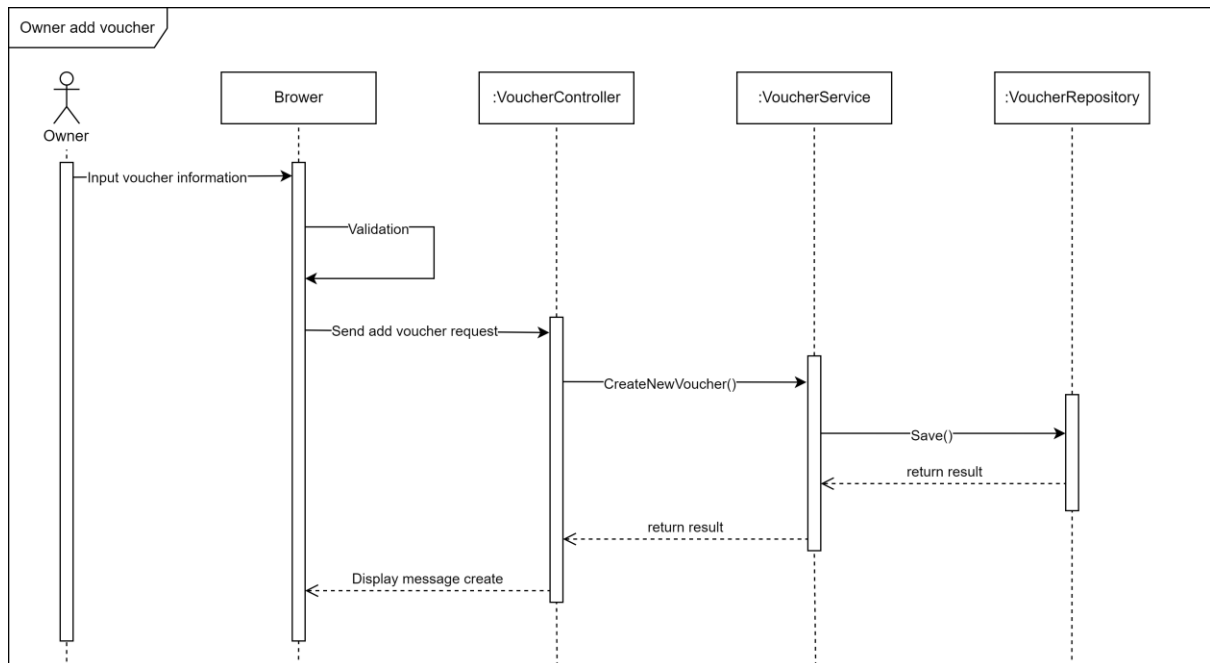 Owner add voucher
Owner
Brower
:VoucherController
:VoucherService
:VoucherRepository
Input voucher information
Validation
Send add voucher request
CreateNewVoucher()
Save()
return result
return result
Display message create